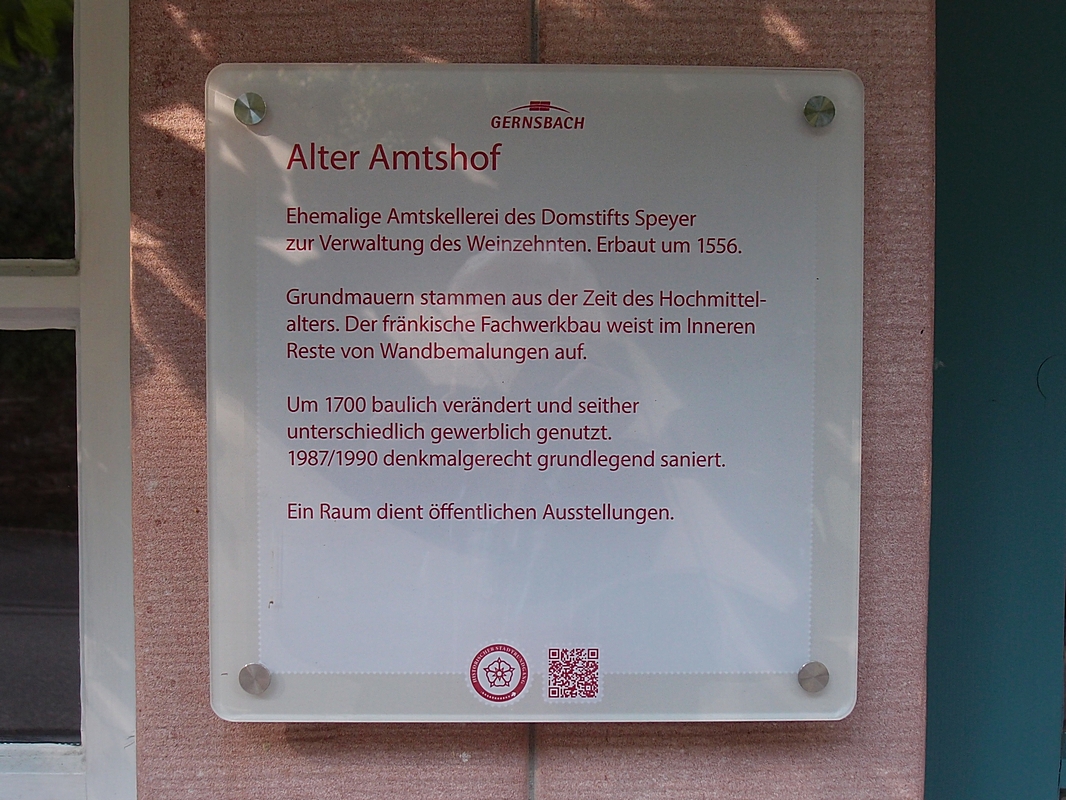 GERNSBACH
Alter Amtshof
Ehemalige Amtskellerei des Domstifts Speyer
zur Verwaltung des Weinzehnten. Erbaut um 1556.
Grundmauern stammen aus der Zeit des Hochmittel-
alters. Der fränkische Fachwerkbau weist im Inneren
Reste von Wandbemalungen auf.
Um 1700 baulich verändert und seither
unterschiedlich gewerblich genutzt.
1987/1990 denkmalgerecht grundlegend saniert.
Ein Raum dient öffentlichen Ausstellungen.
HISTORISCHER STADTRUNDGANG